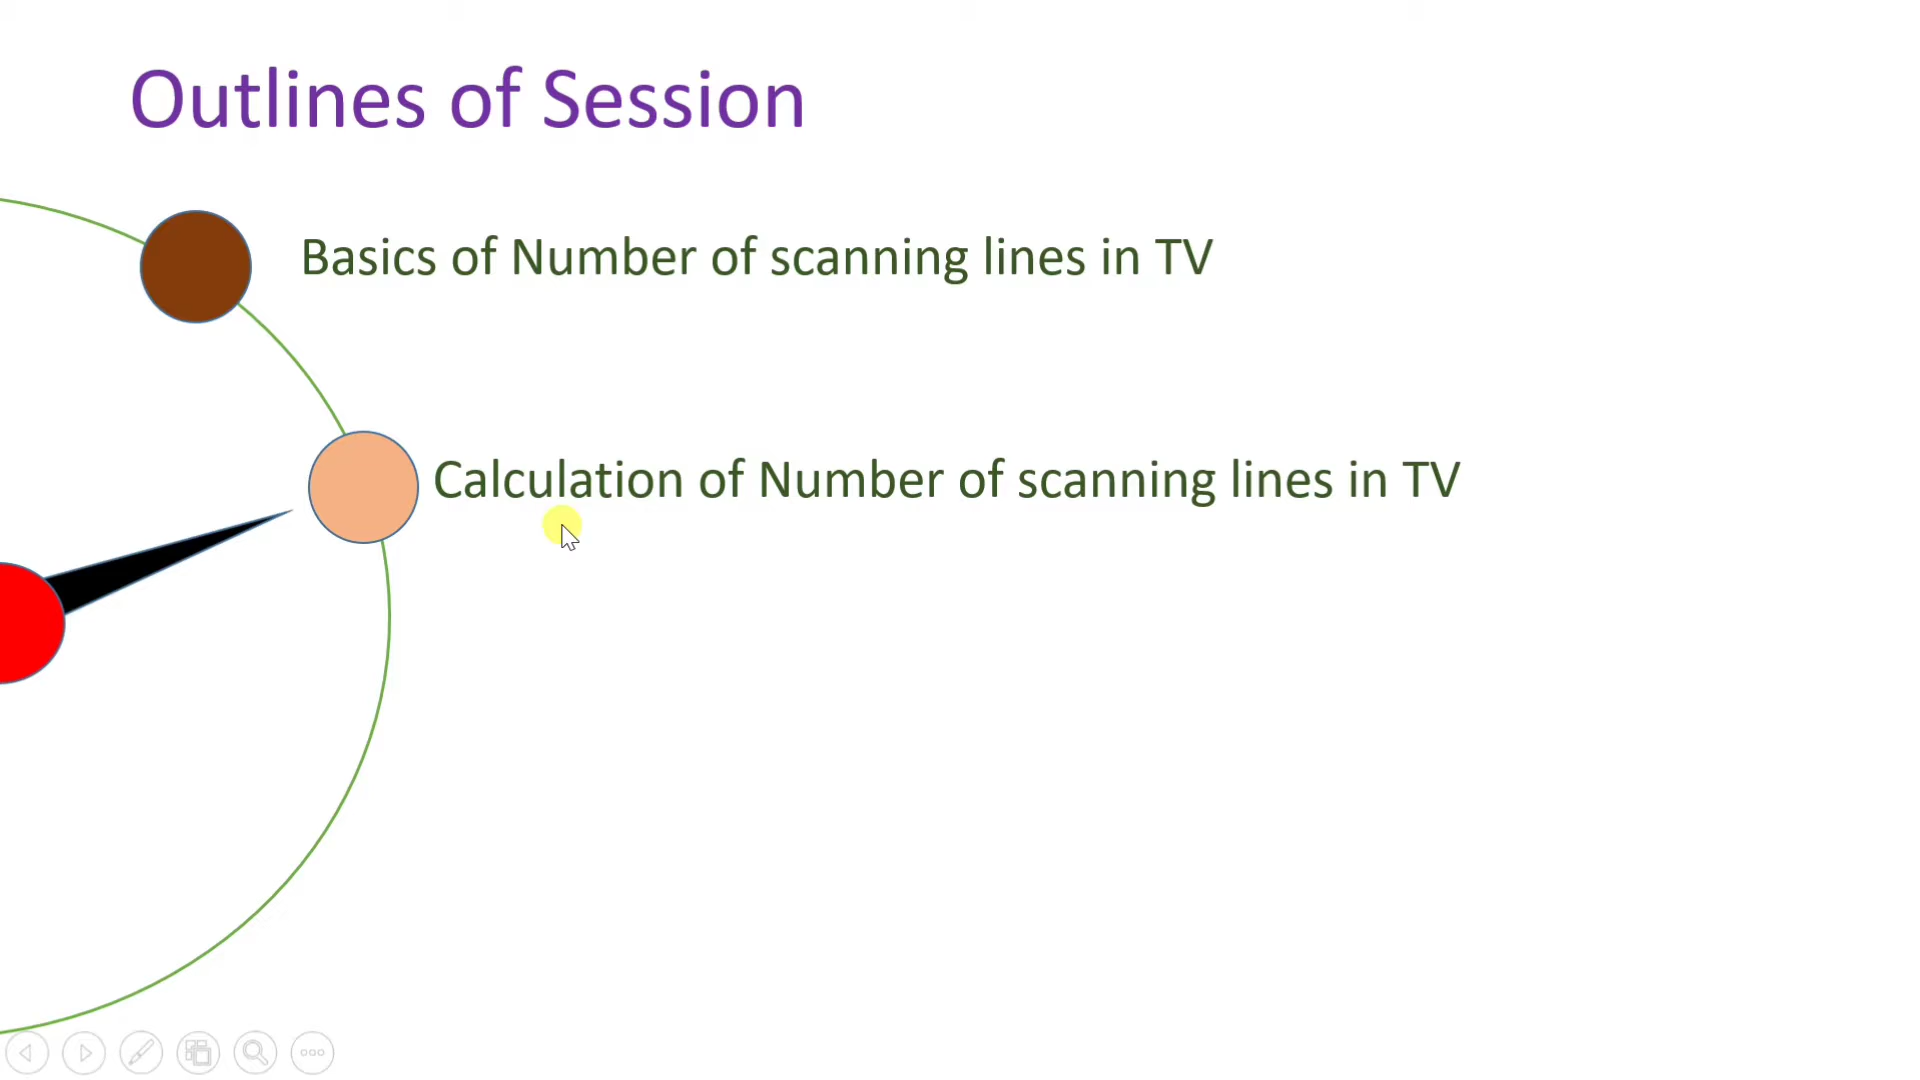 Outlines of Session
Basics of Number of scanning lines in TV
Calculation of Number of scanning lines in TV